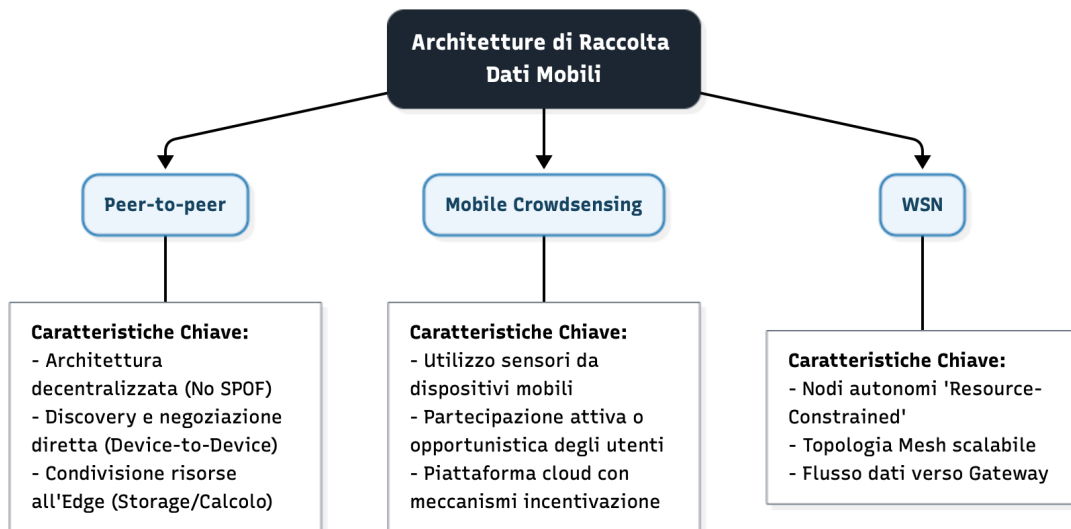 Architetture di Raccolta
Dati Mobili
Peer-to-peer
Mobile Crowdsensing
WSN
Caratteristiche Chiave:
- Architettura
decentralizzata (No SPOF)
- Discovery e negoziazione
diretta (Device-to-Device)
- Condivisione risorse
all'Edge (Storage/Calcolo)
Caratteristiche Chiave:
- Utilizzo sensori da
dispositivi mobili
- Partecipazione attiva o
opportunistica degli utenti
- Piattaforma cloud con
meccanismi incentivazione
Caratteristiche Chiave:
- Nodi autonomi 'Resource-
Constrained'
- Topologia Mesh scalabile
- Flusso dati verso Gateway